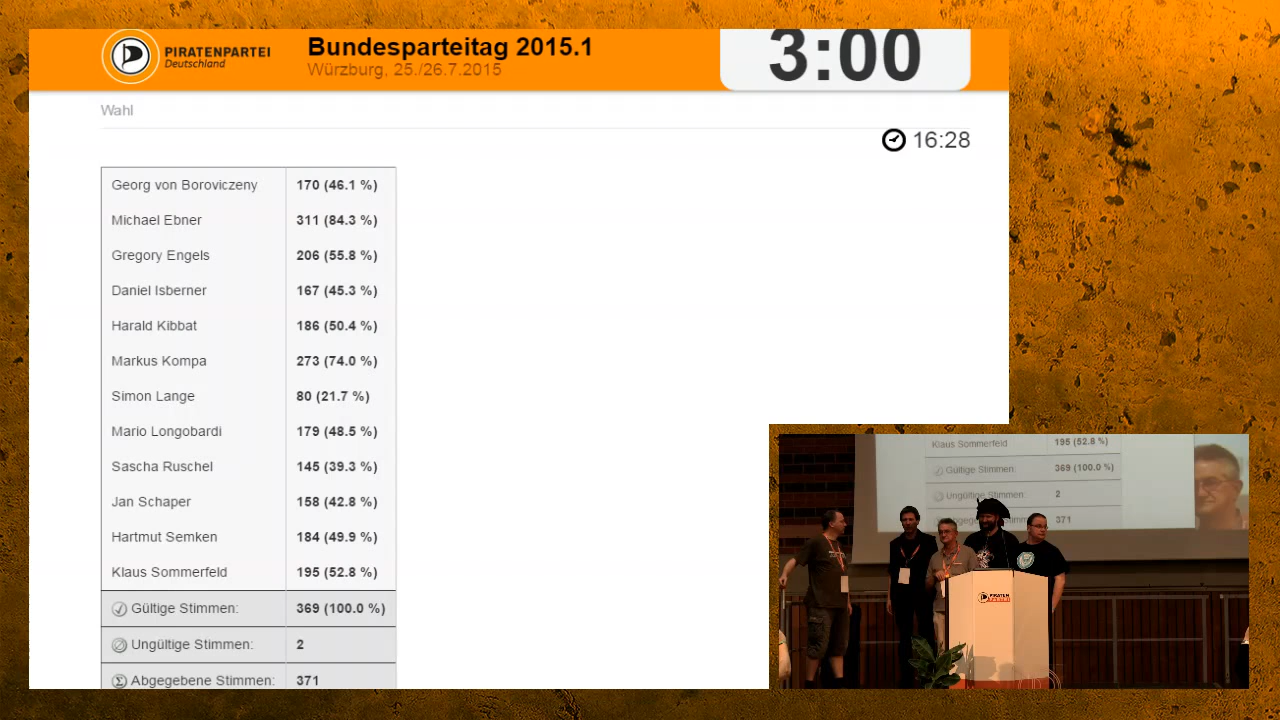 PIRATENPARTEI
Deutschland
Bundesparteitag 2015.1
Würzburg, 25./26.7.2015
3:00
Wahl
16:28
Georg von Boroviczeny 170 (46.1 %)
Michael Ebner 311 (84.3 %)
Gregory Engels 206 (55.8 %)
Daniel Isberner 167 (45.3 %)
Harald Kibbat 186 (50.4 %)
Markus Kompa 273 (74.0 %)
Simon Lange 80 (21.7 %)
Mario Longobardi 179 (48.5 %)
Sascha Ruschel 145 (39.3 %)
Jan Schaper 158 (42.8 %)
Hartmut Semken 184 (49.9 %)
Klaus Sommerfeld 195 (52.8 %)
Gültige Stimmen: 369 (100.0 %)
Ungültige Stimmen: 2
Abgegebene Stimmen: 371
Klaus Sommerfeld 195 (52.8 %)
Gültige Stimmen: 369 (100.0 %)
Ungültige Stimmen: 2
371
PIRATEN